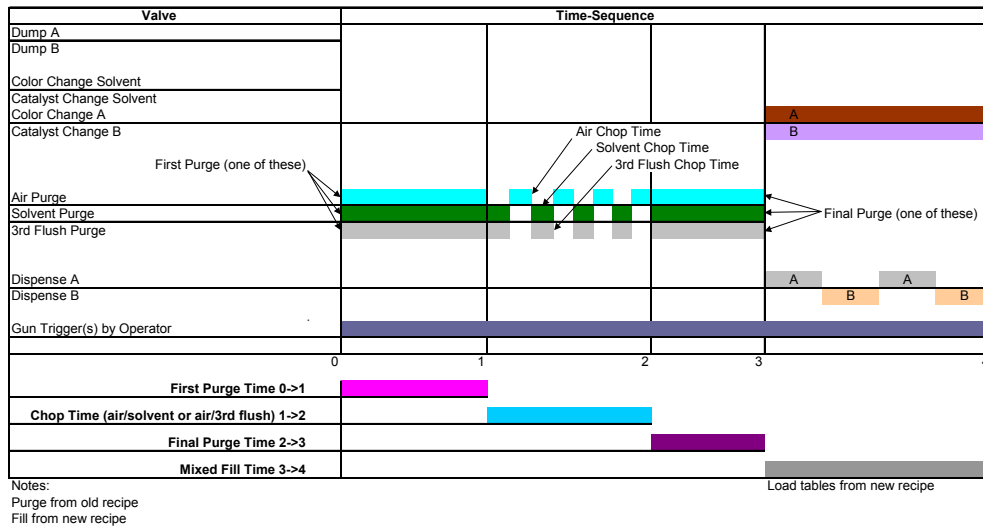 Valve Time-Sequence
Dump A
Dump B
Color Change Solvent
Catalyst Change Solvent
Color Change A A
Catalyst Change B B
Air Chop Time
Solvent Chop Time
First Purge (one of these) 3rd Flush Chop Time
Air Purge
Solvent Purge Final Purge (one of these)
3rd Flush Purge
Dispense A A A
Dispense B B B
Gun Trigger(s) by Operator
0 1 2 3
First Purge Time 0->1
Chop Time (air/solvent or air/3rd flush) 1->2
Final Purge Time 2->3
Mixed Fill Time 3->4
Notes: Load tables from new recipe
Purge from old recipe
Fill from new recipe